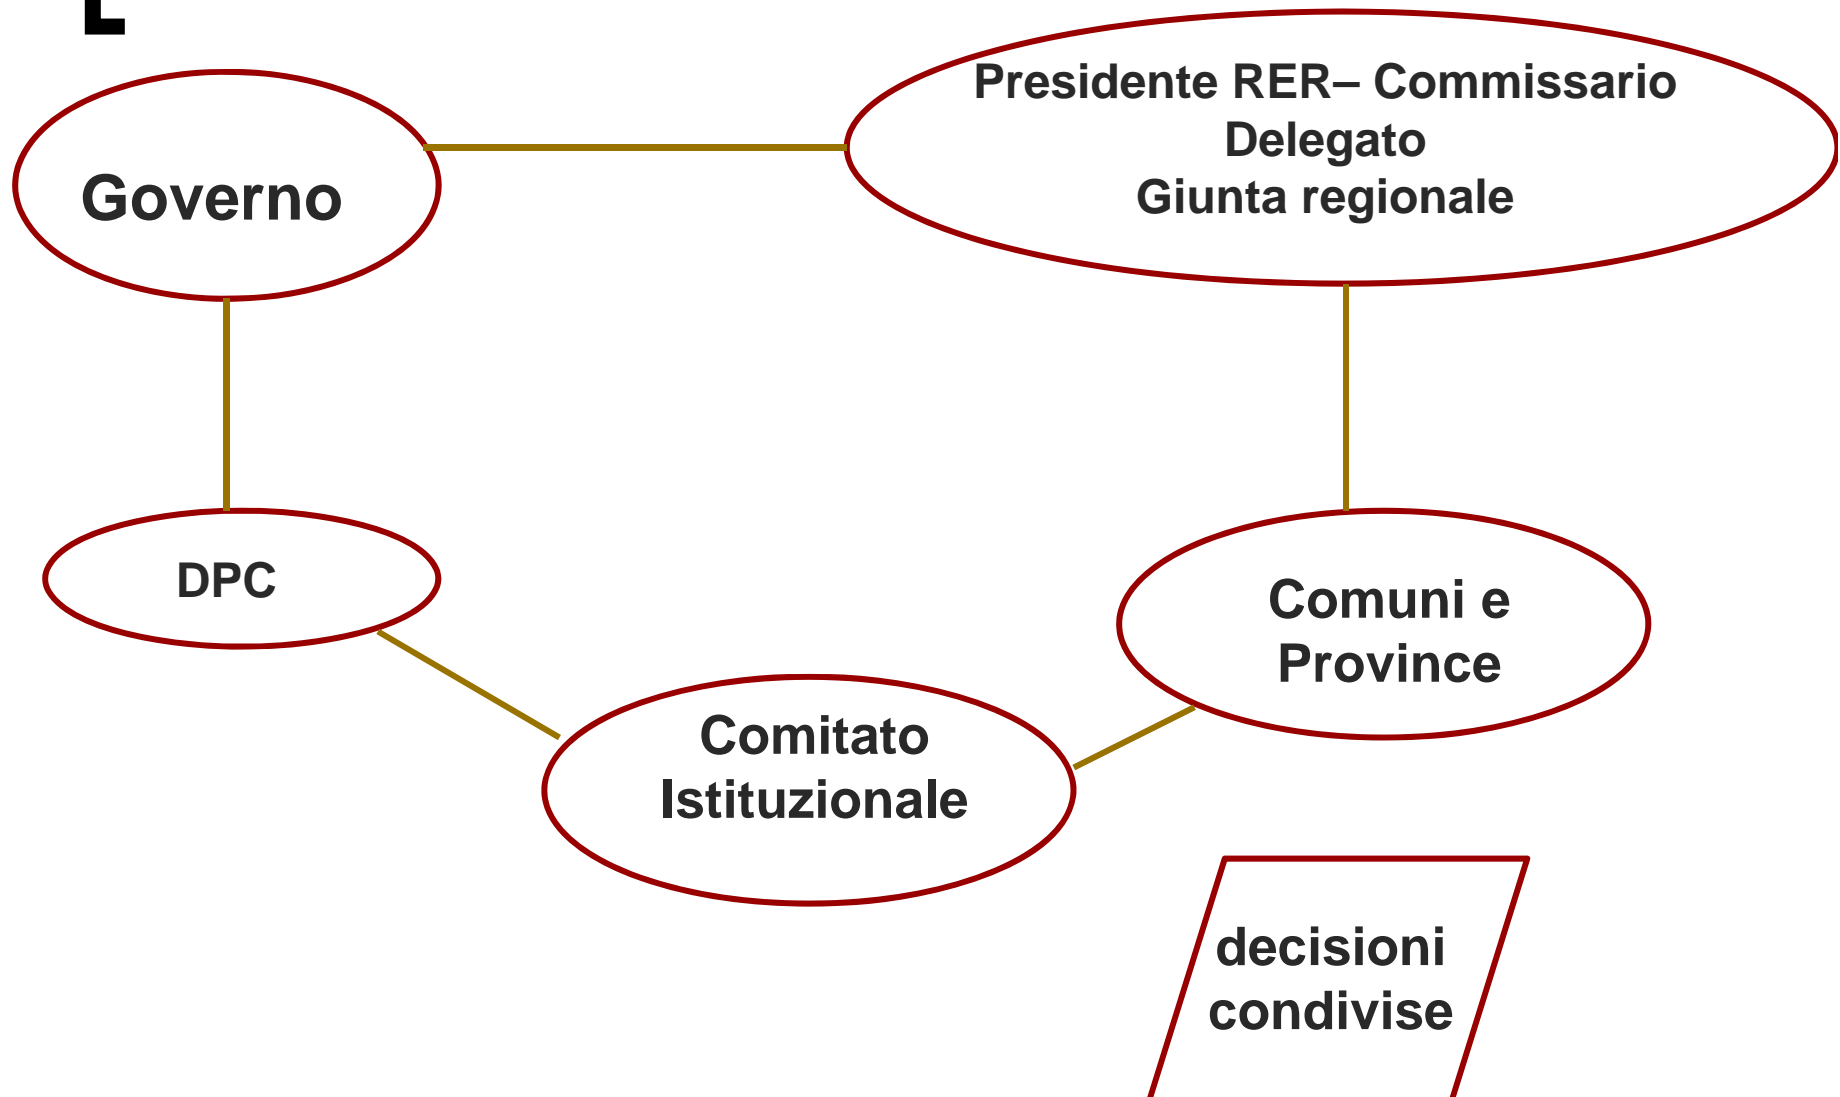 Presidente RER– Commissario
Delegato
Giunta regionale
Governo
DPC
Comuni e
Province
Comitato
Istituzionale
decisioni
condivise